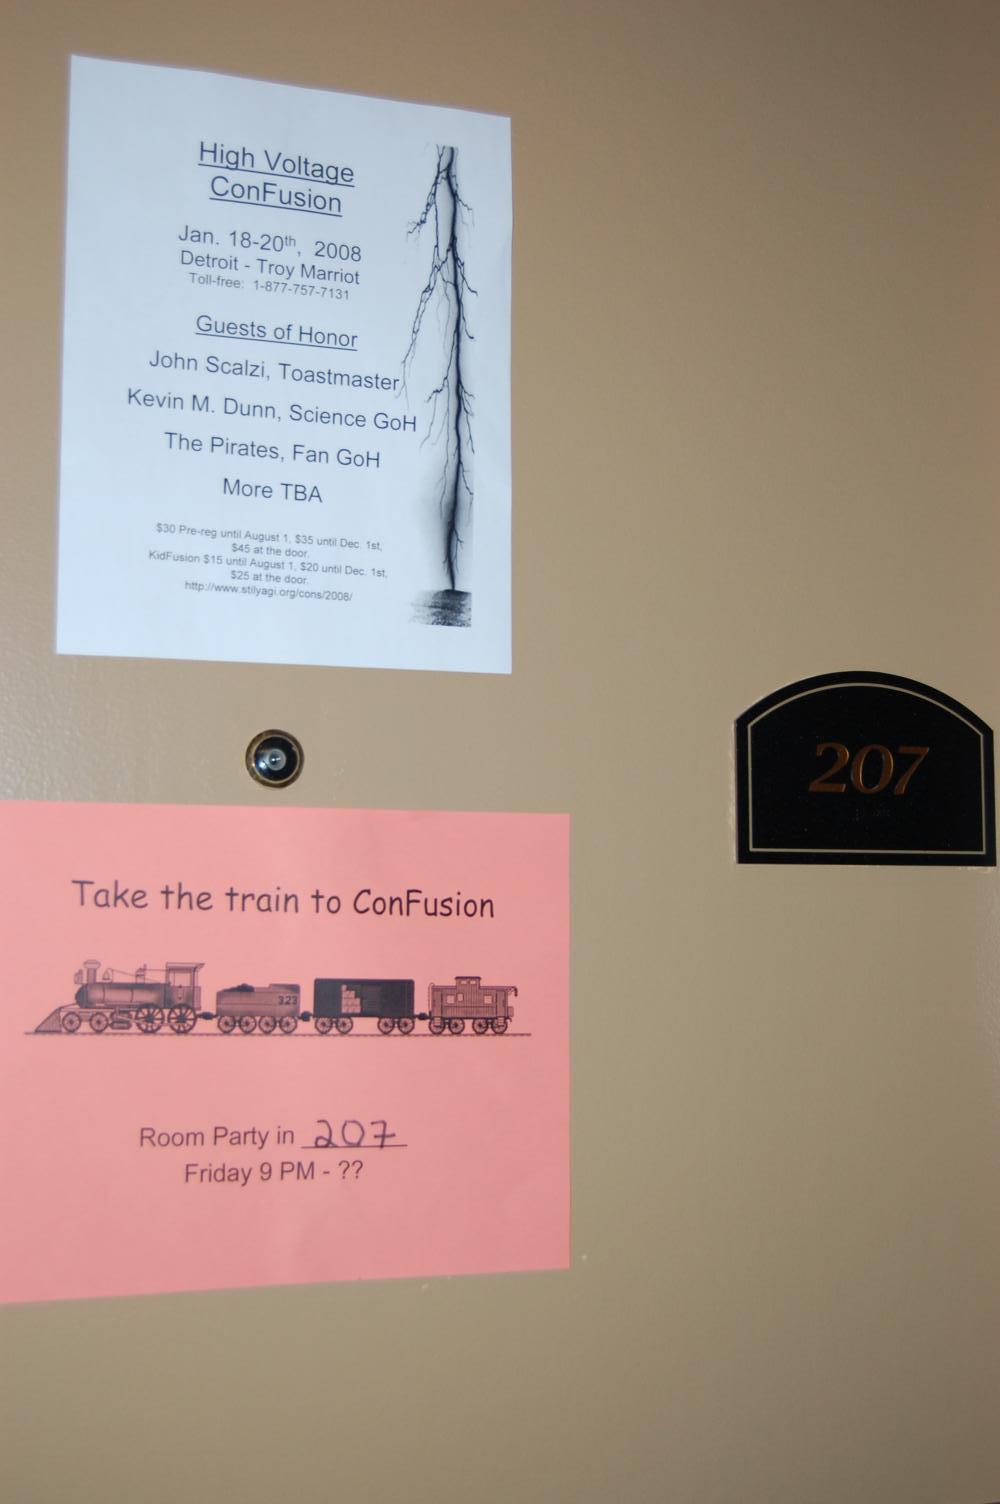 High Voltage
ConFusion
Jan. 18-20th, 2008
Detroit - Troy Marriot
Toll-free: 1-877-757-7131
Guests of Honor
John Scalzi, Toastmaster
Kevin M. Dunn, Science GoH
The Pirates, Fan GoH
More TBA
$30 Pre-reg until August 1, $35 until Dec. 1st,
$45 at the door.
KidFusion $15 until August 1, $20 until Dec. 1st,
$25 at the door.
http://www.stilyagi.org/cons/2008/
207
Take the train to ConFusion
323
Room Party in 207
Friday 9 PM - ??